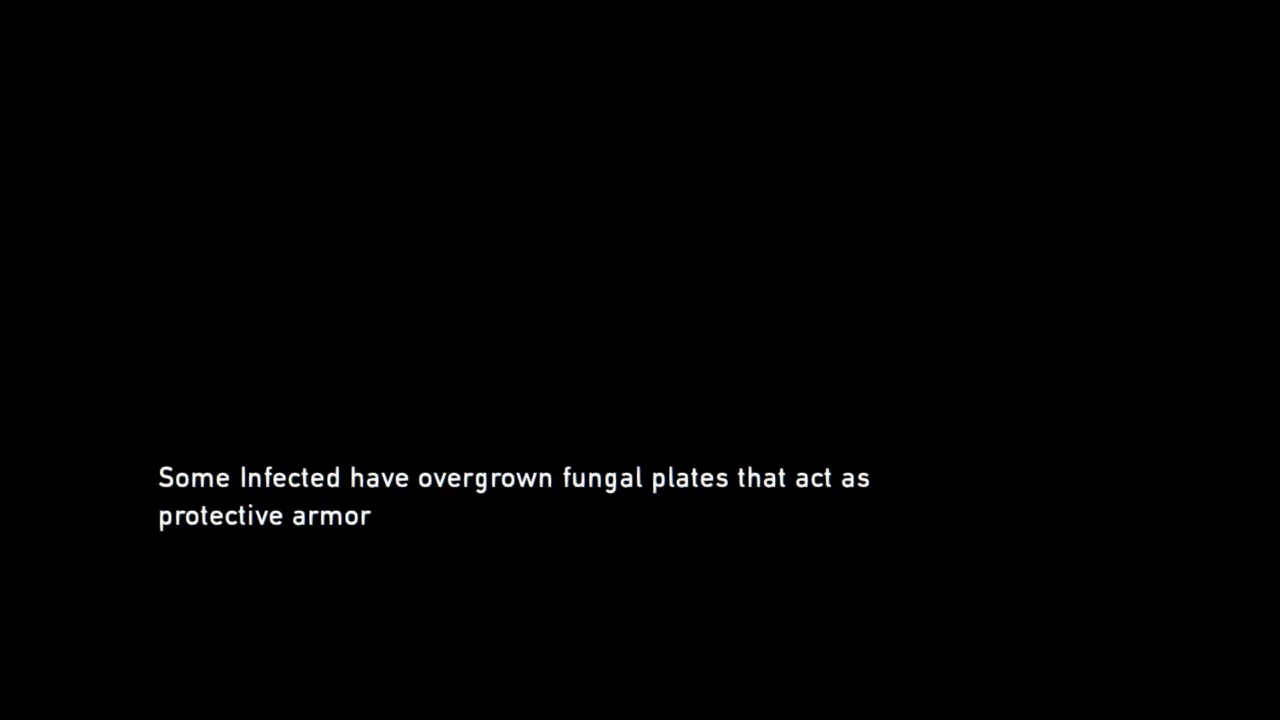 Some Infected have overgrown fungal plates that act as
protective armor